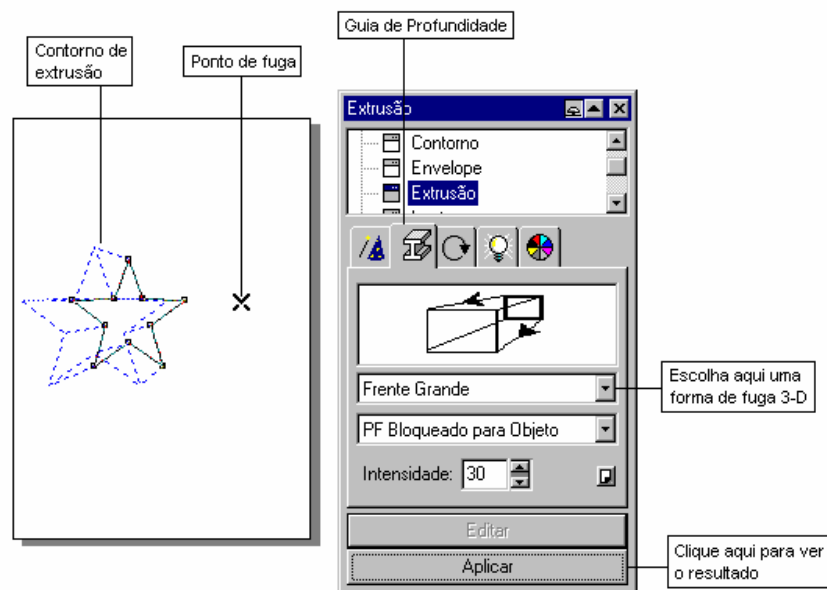 Guia de Profundidade
Contorno de
extrusão
Ponto de fuga
Extrusão
Contorno
Envelope
Extrusão
Frente Grande
PF Bloqueado para Objeto
Intensidade: 30
Editar
Aplicar
Escolha aqui uma
forma de fuga 3-D
Clique aqui para ver
o resultado